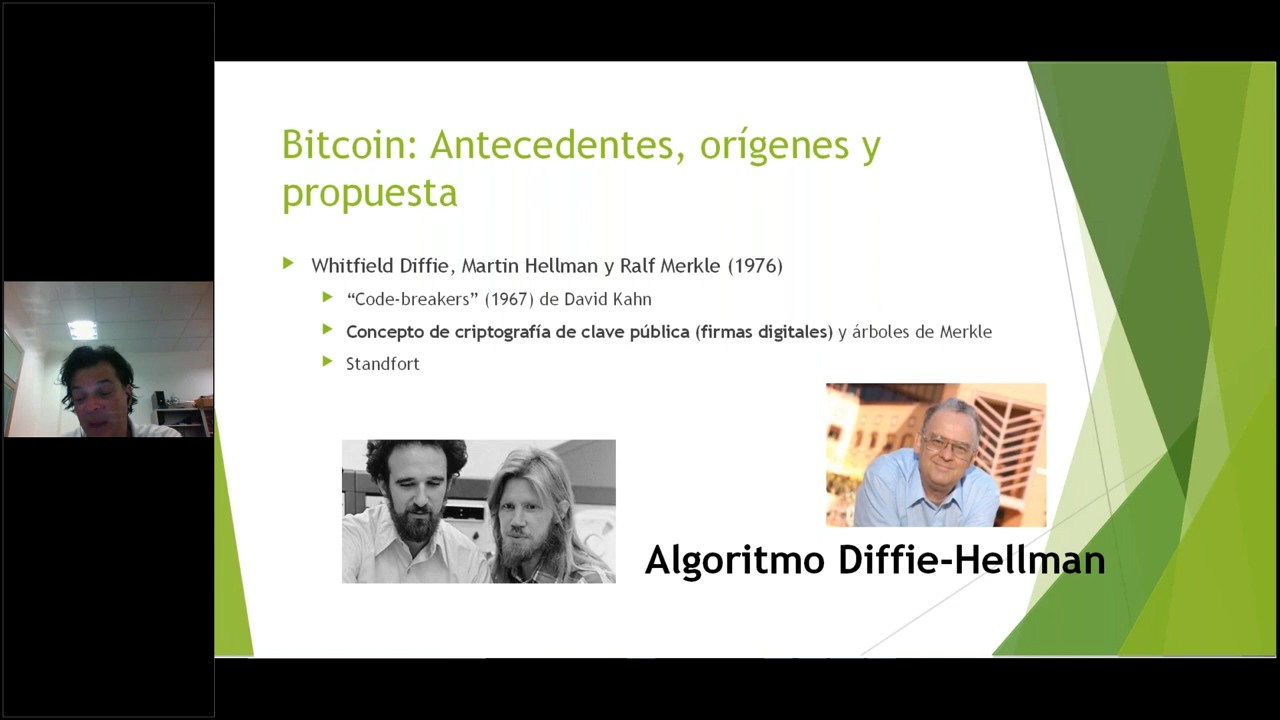 Bitcoin: Antecedentes, orígenes y
propuesta
Whitfield Diffie, Martin Hellman y Ralf Merkle (1976)
“Code-breakers” (1967) de David Kahn
Concepto de criptografía de clave pública (firmas digitales) y árboles de Merkle
Standfort
Algoritmo Diffie-Hellman